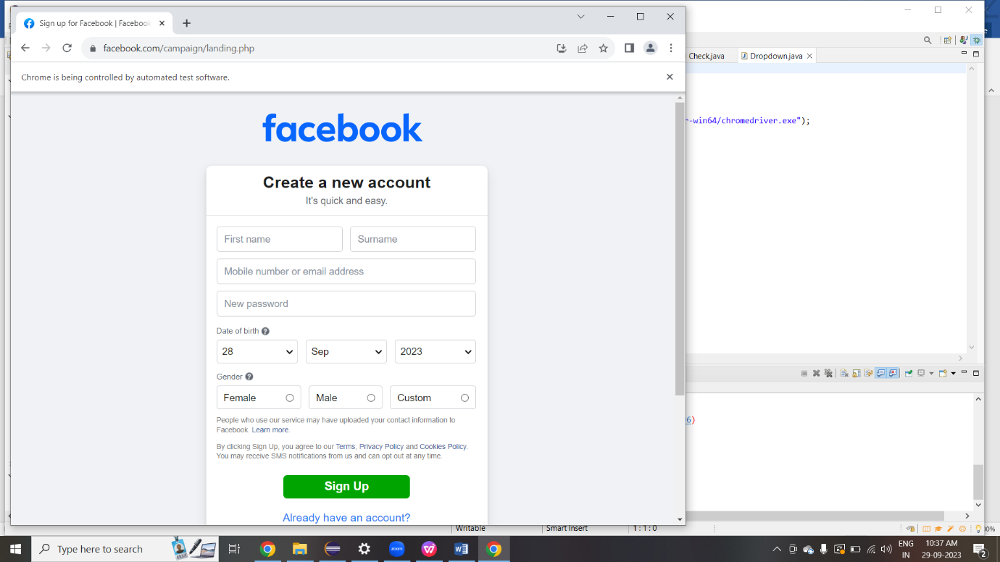 Sign up for Facebook | Facebook
facebook.com/campaign/landing.php
Chrome is being controlled by automated test software.
facebook
Create a new account
It's quick and easy.
First name Surname
Mobile number or email address
New password
Date of birth
28 Sep 2023
Gender
Female Male Custom
People who use our service may have uploaded your contact information to
Facebook. Learn more.
By clicking Sign Up, you agree to our Terms, Privacy Policy and Cookies Policy.
You may receive SMS notifications from us and can opt out at any time.
Sign Up
Already have an account?
Check.java Dropdown.java
-win64/chromedriver.exe");
6)
Writable Smart Insert 1 : 1 : 0
Type here to search
zoom
ENG
IN
10:37 AM
29-09-2023
2